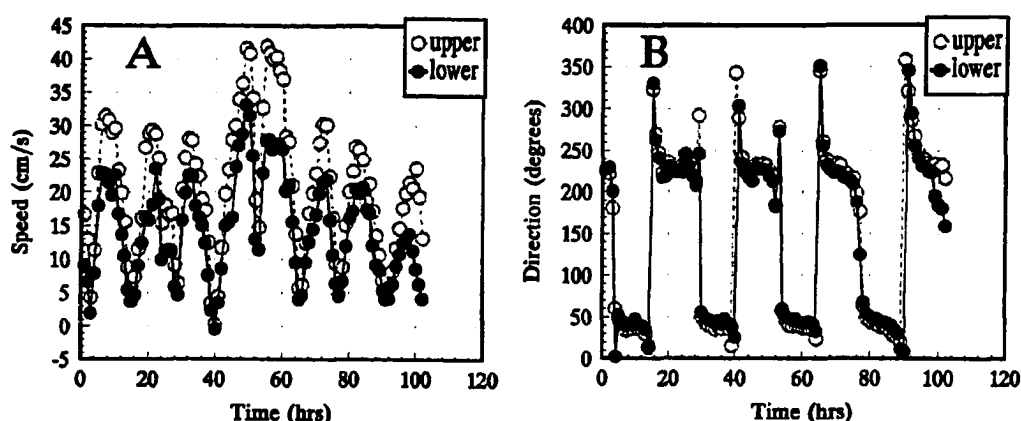 A
upper
lower
Speed (cm/s)
45
40
35
30
25
20
15
10
5
0
-5
0 20 40 60 80 100 120
Time (hrs)
B
upper
lower
Direction (degrees)
400
350
300
250
200
150
100
50
0
0 20 40 60 80 100 120
Time (hrs)